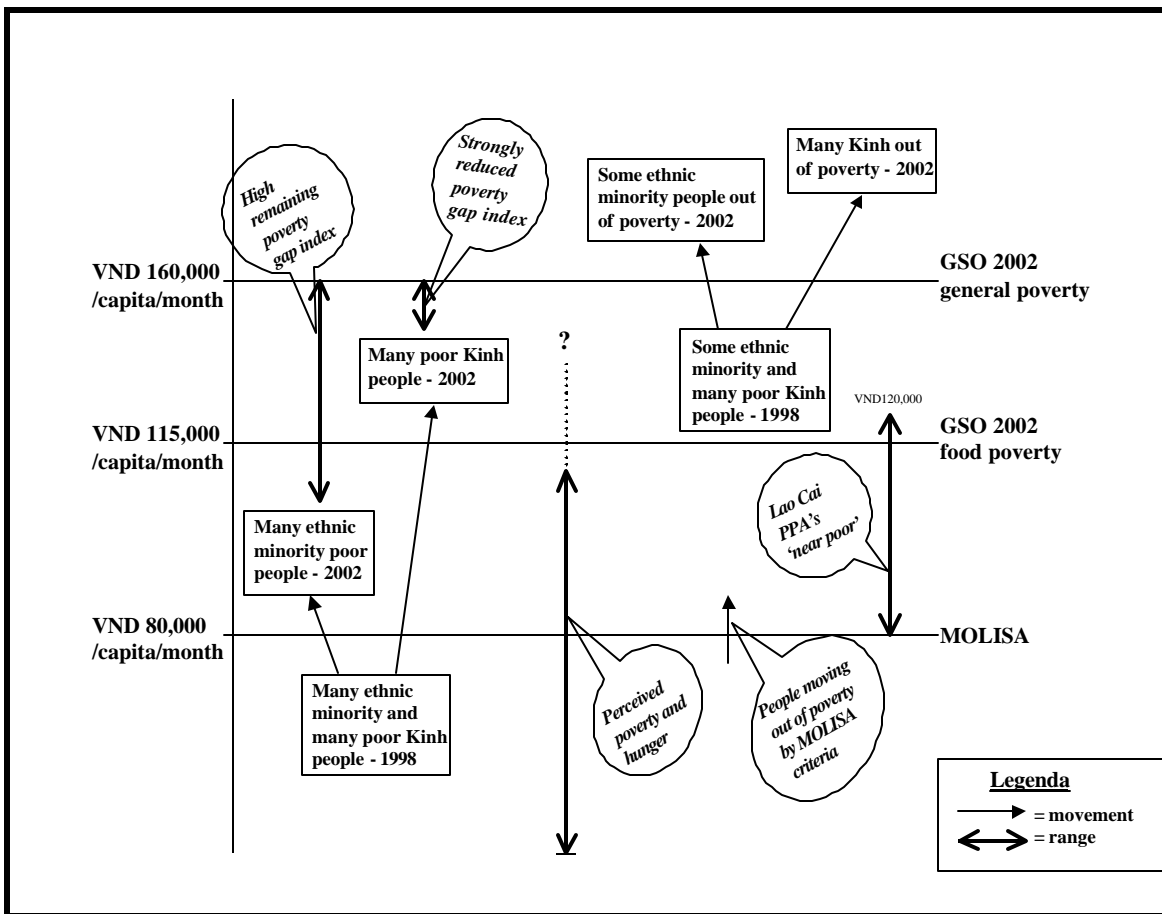 High
remaining
poverty
gap index
Strongly
reduced
poverty
gap index
Some ethnic
minority people out
of poverty - 2002
Many Kinh out
of poverty - 2002
VND 160,000
/capita/month
GSO 2002
general poverty
Many poor Kinh
people - 2002
?
Some ethnic
minority and
many poor Kinh
people - 1998
VND120,000
VND 115,000
/capita/month
GSO 2002
food poverty
Many ethnic
minority poor
people - 2002
Lao Cai
PPA's
‘near poor’
VND 80,000
/capita/month
MOLISA
Many ethnic
minority and
many poor Kinh
people - 1998
Perceived
poverty and
hunger
People moving
out of poverty
by MOLISA
criteria
Legenda
= movement
= range